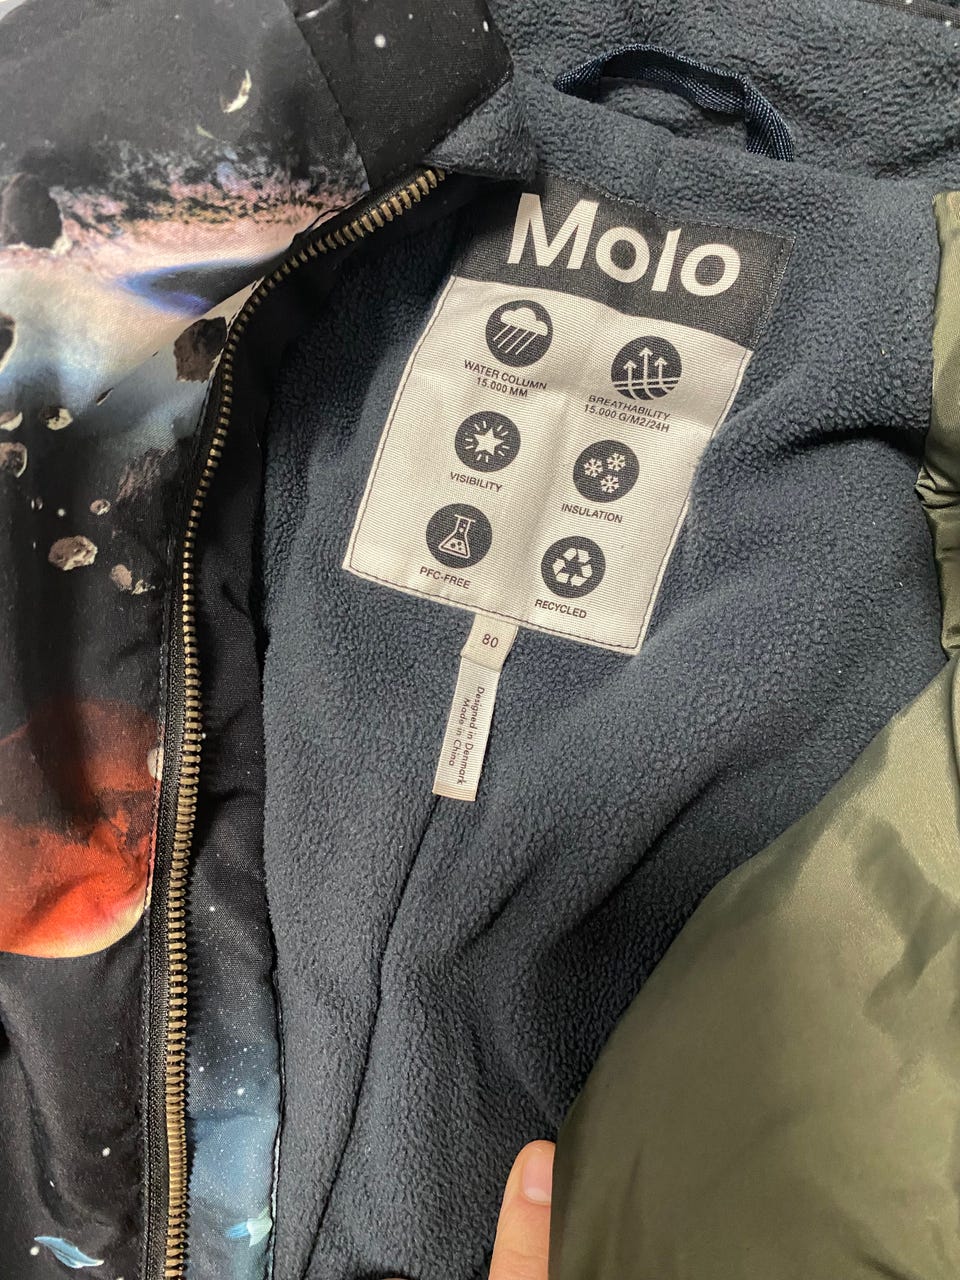 Molo
WATER COLUMN
15.000 MM
BREATHABILITY
15.000 G/M2/24H
VISIBILITY
INSULATION
PFC-FREE
RECYCLED
80
Designed in Denmark
Made in China